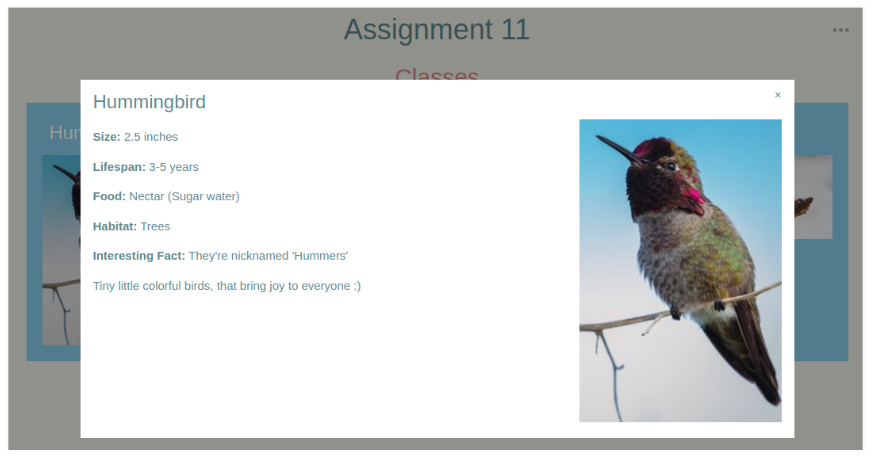 Assignment 11
Classes
Hummingbird
×
Size: 2.5 inches
Lifespan: 3-5 years
Food: Nectar (Sugar water)
Habitat: Trees
Interesting Fact: They're nicknamed 'Hummers'
Tiny little colorful birds, that bring joy to everyone :)